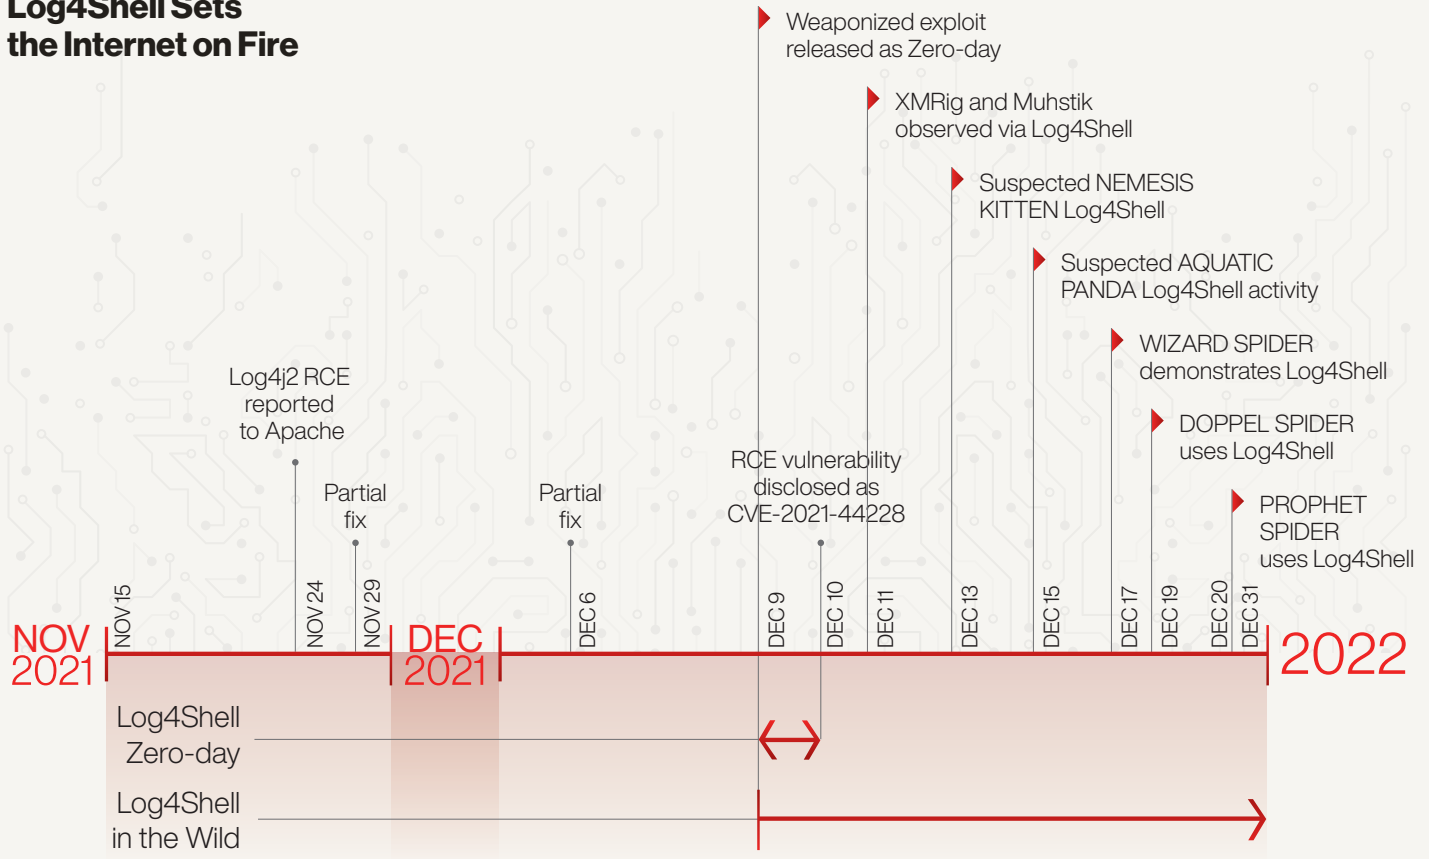 Log4Shell Sets
the Internet on Fire
Weaponized exploit
released as Zero-day
XMRig and Muhstik
observed via Log4Shell
Suspected NEMESIS
KITTEN Log4Shell
Suspected AQUATIC
PANDA Log4Shell activity
WIZARD SPIDER
demonstrates Log4Shell
DOPPEL SPIDER
uses Log4Shell
PROPHET
SPIDER
uses Log4Shell
Log4j2 RCE
reported
to Apache
Partial
fix
Partial
fix
RCE vulnerability
disclosed as
CVE-2021-44228
NOV 15
NOV 24
NOV 29
DEC 6
DEC 9
DEC 10
DEC 11
DEC 13
DEC 15
DEC 17
DEC 19
DEC 20
DEC 31
NOV
2021
DEC
2021
2022
Log4Shell
Zero-day
Log4Shell
in the Wild